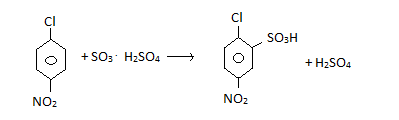 Cl Cl
SO₃H
+ SO₃· H₂SO₄ + H₂SO₄
NO₂ NO₂